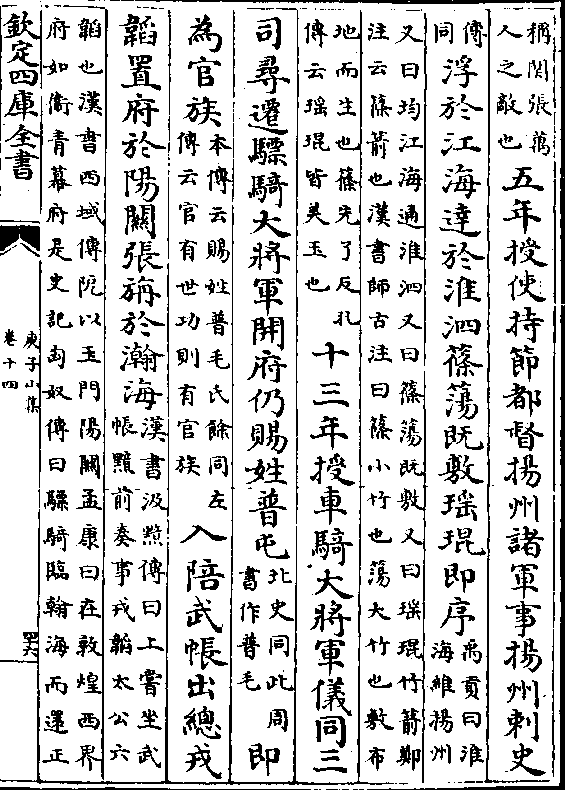 稱関張萬
人之敵也
五年授使持節都督揚州諸軍事揚州刺史
傳
同
浮於江海達於淮泗篠簜既敷瑤琨即序
禹貢曰淮
海維揚州
又曰均江海通淮泗又曰篠簜既敷又曰瑤琨竹箭鄭
注云篠箭也漢書師古注曰篠小竹也簜大竹也敷布
地而生也篠先了反孔
傳云瑤琨皆美玉也
十三年授車騎大將軍儀同三
司尋遷驃騎大將軍開府仍賜姓普屯
北史同此周
書作普毛
即
為官族
本傳云賜姓普毛氏餘同左
傳云官有世功則有官族
入陪武帳出總戎
韜置府於陽闗張旃於瀚海
漢書汲黯傳曰上嘗坐武
帳黯前奏事戎韜太公六
韜也漢書西域傳阸以玉門陽闗孟康曰在敦煌西界
府如衛青幕府是史記匈奴傳曰驃騎臨翰海而還正
欽定四庫全書
庾子山集
卷十四